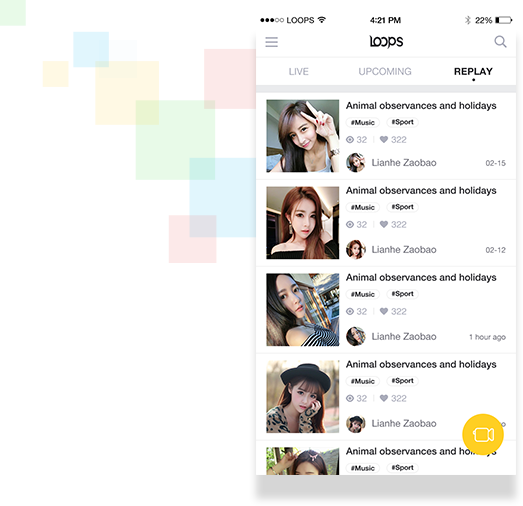 LOOPS 4:21 PM 22%
LOOPS
LIVE UPCOMING REPLAY
Animal observances and holidays
#Music #Sport
32 322
Lianhe Zaobao 02-15
Animal observances and holidays
#Music #Sport
32 322
Lianhe Zaobao 02-12
Animal observances and holidays
#Music #Sport
32 322
Lianhe Zaobao 1 hour ago
Animal observances and holidays
#Music #Sport
32 322
Lianhe Zaobao
Animal observances and holidays
#Music #Sport